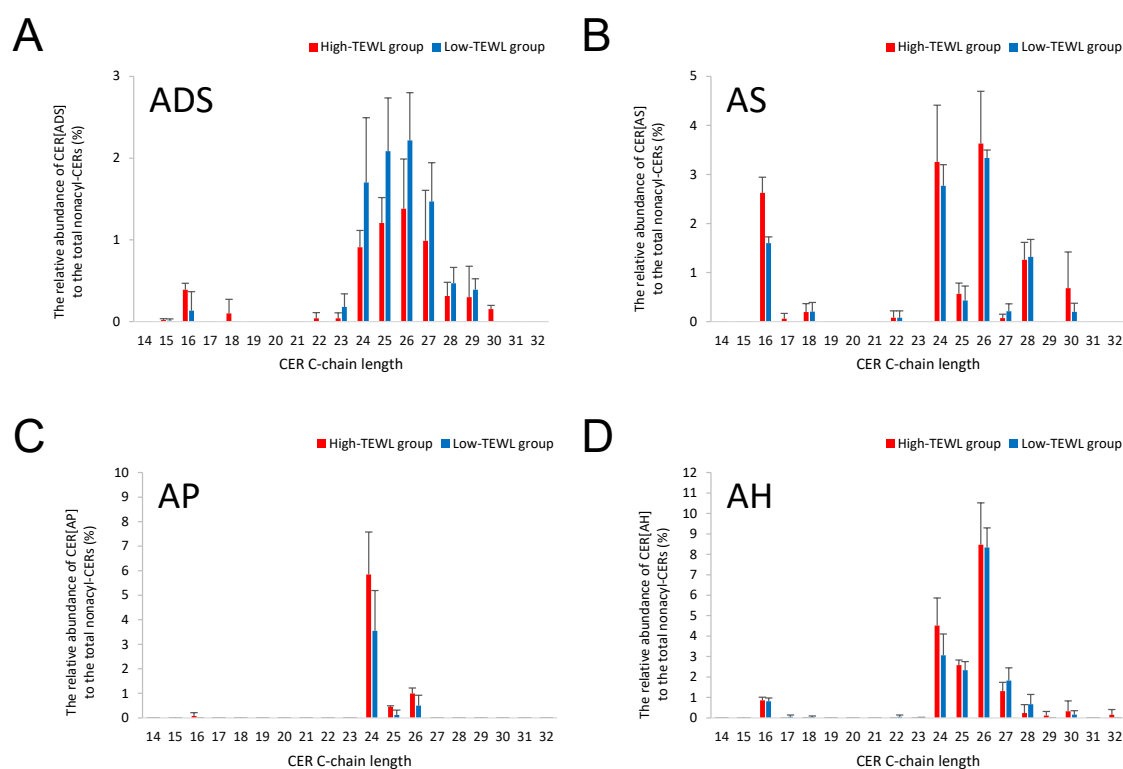 A
High-TEWL group Low-TEWL group
ADS
The relative abundance of CER[ADS]
to the total nonacyl-CERs (%)
3
2
1
0
14 15 16 17 18 19 20 21 22 23 24 25 26 27 28 29 30 31 32
CER C-chain length
B
High-TEWL group Low-TEWL group
AS
The relative abundance of CER[AS]
to the total nonacyl-CERs (%)
5
4
3
2
1
0
14 15 16 17 18 19 20 21 22 23 24 25 26 27 28 29 30 31 32
CER C-chain length
C
High-TEWL group Low-TEWL group
AP
The relative abundance of CER[AP]
to the total nonacyl-CERs (%)
10
9
8
7
6
5
4
3
2
1
0
14 15 16 17 18 19 20 21 22 23 24 25 26 27 28 29 30 31 32
CER C-chain length
D
High-TEWL group Low-TEWL group
AH
The relative abundance of CER[AH]
to the total nonacyl-CERs (%)
12
11
10
9
8
7
6
5
4
3
2
1
0
14 15 16 17 18 19 20 21 22 23 24 25 26 27 28 29 30 31 32
CER C-chain length